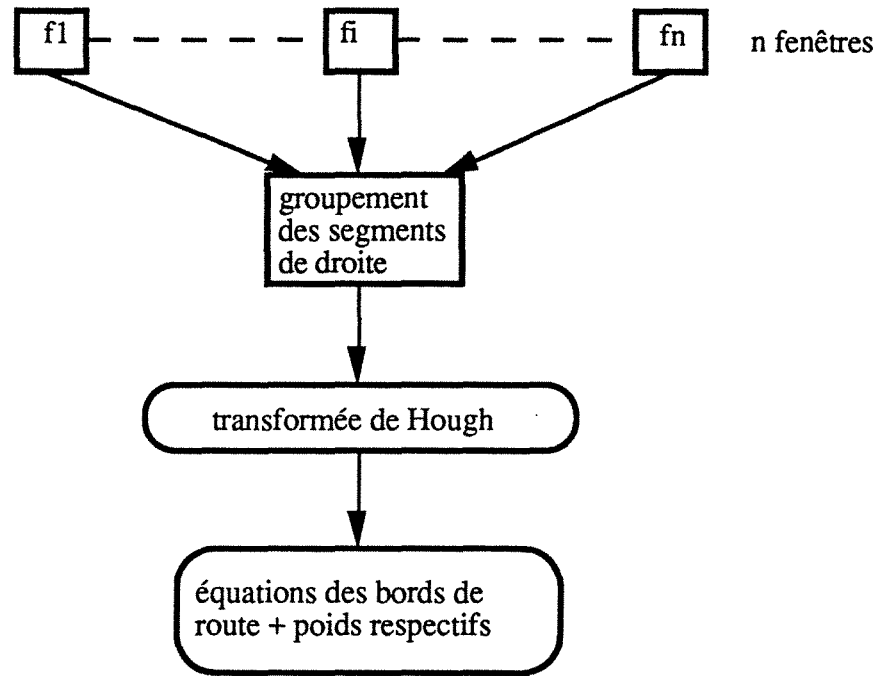 f1 fi fn n fenêtres
groupement
des segments
de droite
transformée de Hough
équations des bords de
route + poids respectifs